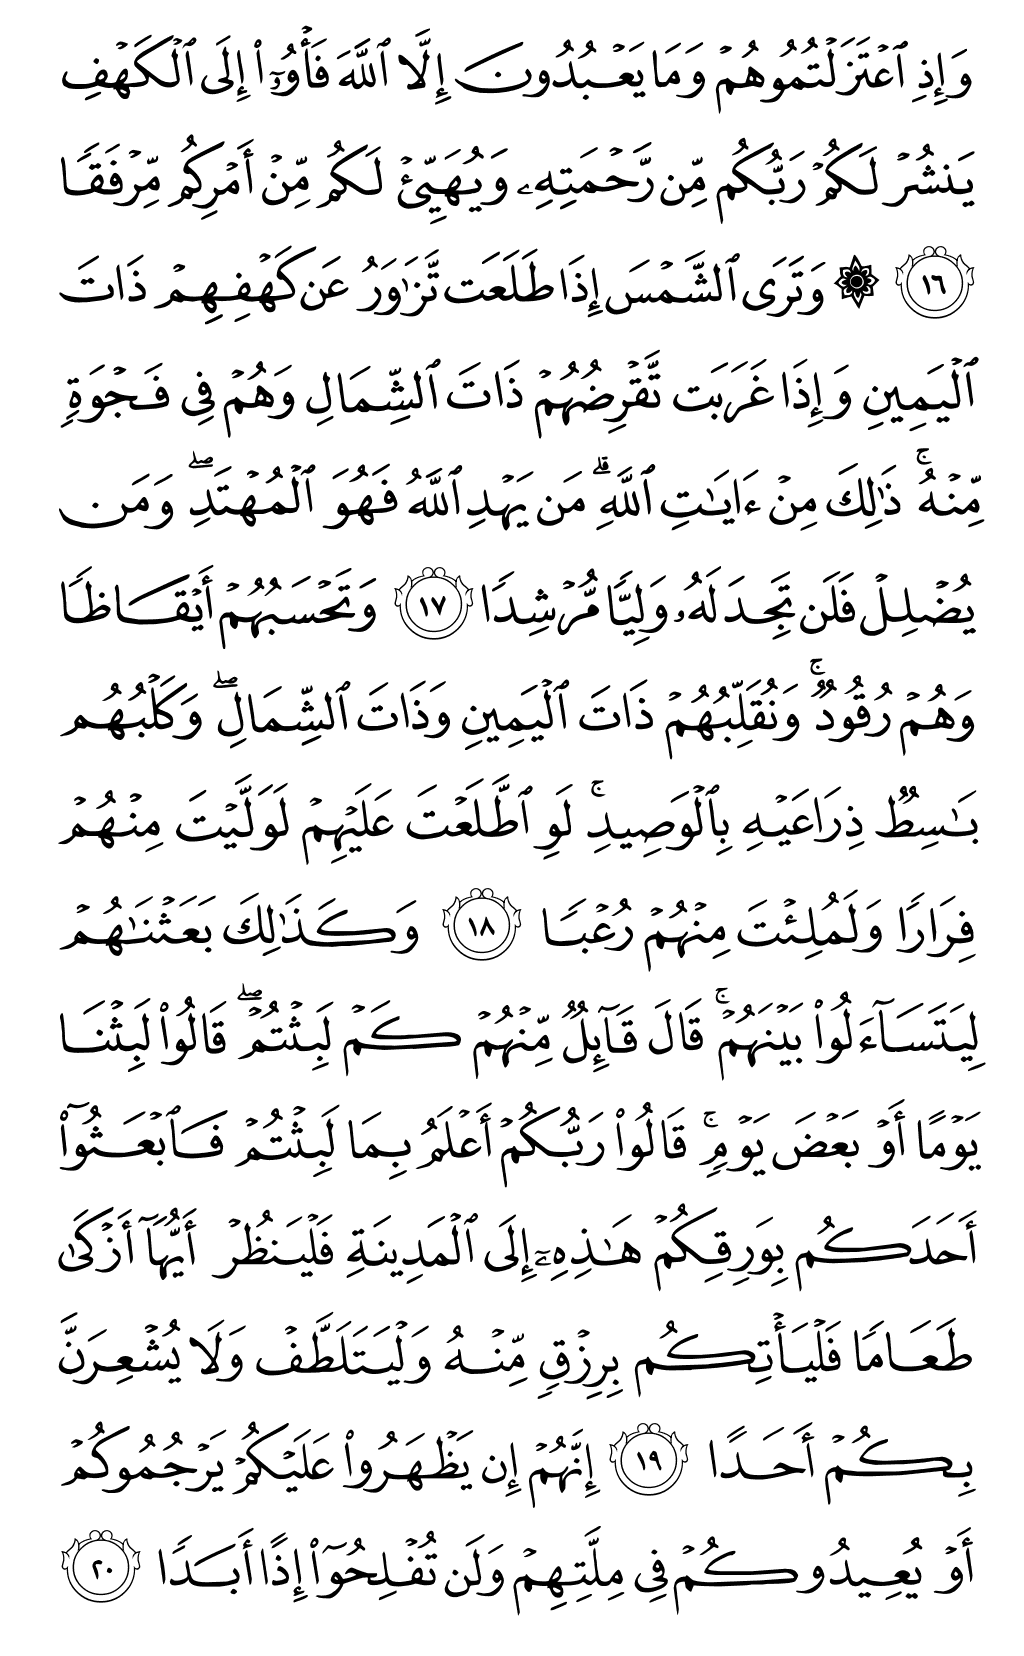 وَإِذِ ٱعۡتَزَلۡتُمُوهُمۡ وَمَا يَعۡبُدُونَ إِلَّا ٱللَّهَ فَأۡوُۥٓاْ إِلَى ٱلۡكَهۡفِ
يَنشُرۡ لَكُمۡ رَبُّكُم مِّن رَّحۡمَتِهِۦ وَيُهَيِّئۡ لَكُم مِّنۡ أَمۡرِكُم مِّرۡفَقٗا
١٦ ۞ وَتَرَى ٱلشَّمۡسَ إِذَا طَلَعَت تَّزَٰوَرُ عَن كَهۡفِهِمۡ ذَاتَ
ٱلۡيَمِينِ وَإِذَا غَرَبَت تَّقۡرِضُهُمۡ ذَاتَ ٱلشِّمَالِ وَهُمۡ فِي فَجۡوَةٖ
مِّنۡهُۚ ذَٰلِكَ مِنۡ ءَايَٰتِ ٱللَّهِۗ مَن يَهۡدِ ٱللَّهُ فَهُوَ ٱلۡمُهۡتَدِۖ وَمَن
يُضۡلِلۡ فَلَن تَجِدَ لَهُۥ وَلِيّٗا مُّرۡشِدٗا ١٧ وَتَحۡسَبُهُمۡ أَيۡقَاظٗا
وَهُمۡ رُقُودٞۚ وَنُقَلِّبُهُمۡ ذَاتَ ٱلۡيَمِينِ وَذَاتَ ٱلشِّمَالِۖ وَكَلۡبُهُم
بَٰسِطٞ ذِرَاعَيۡهِ بِٱلۡوَصِيدِۚ لَوِ ٱطَّلَعۡتَ عَلَيۡهِمۡ لَوَلَّيۡتَ مِنۡهُمۡ
فِرَارٗا وَلَمُلِئۡتَ مِنۡهُمۡ رُعۡبٗا ١٨ وَكَذَٰلِكَ بَعَثۡنَٰهُمۡ
لِيَتَسَآءَلُواْ بَيۡنَهُمۡۚ قَالَ قَآئِلٞ مِّنۡهُمۡ كَمۡ لَبِثۡتُمۡۖ قَالُواْ لَبِثۡنَا
يَوۡمًا أَوۡ بَعۡضَ يَوۡمٖۚ قَالُواْ رَبُّكُمۡ أَعۡلَمُ بِمَا لَبِثۡتُمۡ فَٱبۡعَثُوٓاْ
أَحَدَكُم بِوَرِقِكُمۡ هَٰذِهِۦٓ إِلَى ٱلۡمَدِينَةِ فَلۡيَنظُرۡ أَيُّهَآ أَزۡكَىٰ
طَعَامٗا فَلۡيَأۡتِكُم بِرِزۡقٖ مِّنۡهُ وَلۡيَتَلَطَّفۡ وَلَا يُشۡعِرَنَّ
بِكُمۡ أَحَدًا ١٩ إِنَّهُمۡ إِن يَظۡهَرُواْ عَلَيۡكُمۡ يَرۡجُمُوكُمۡ
أَوۡ يُعِيدُوكُمۡ فِي مِلَّتِهِمۡ وَلَن تُفۡلِحُوٓاْ إِذًا أَبَدٗا ٢٠